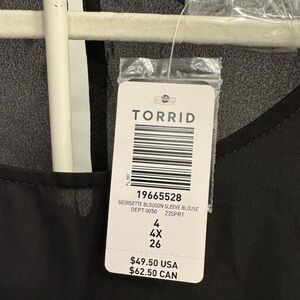 TORRID
19665528
GEORGETTE BLOUSON SLEEVE BLOUSE
DEPT 0050 23SPR1
4
4X
26
$49.50 USA
$62.50 CAN